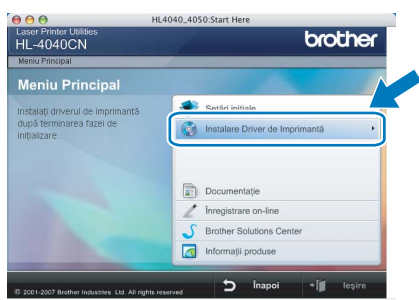 HL4040_4050:Start Here
Laser Printer Utilities
HL-4040CN
brother
Meniu Principal
Meniu Principal
Instalaţi driverul de imprimantă
după terminarea fazei de
iniţializare
Setări iniţiale
Instalare Driver de Imprimantă
Documentaţie
Înregistrare on-line
Brother Solutions Center
Informaţii produse
© 2001-2007 Brother Industries Ltd. All rights reserved
Înapoi
Ieşire